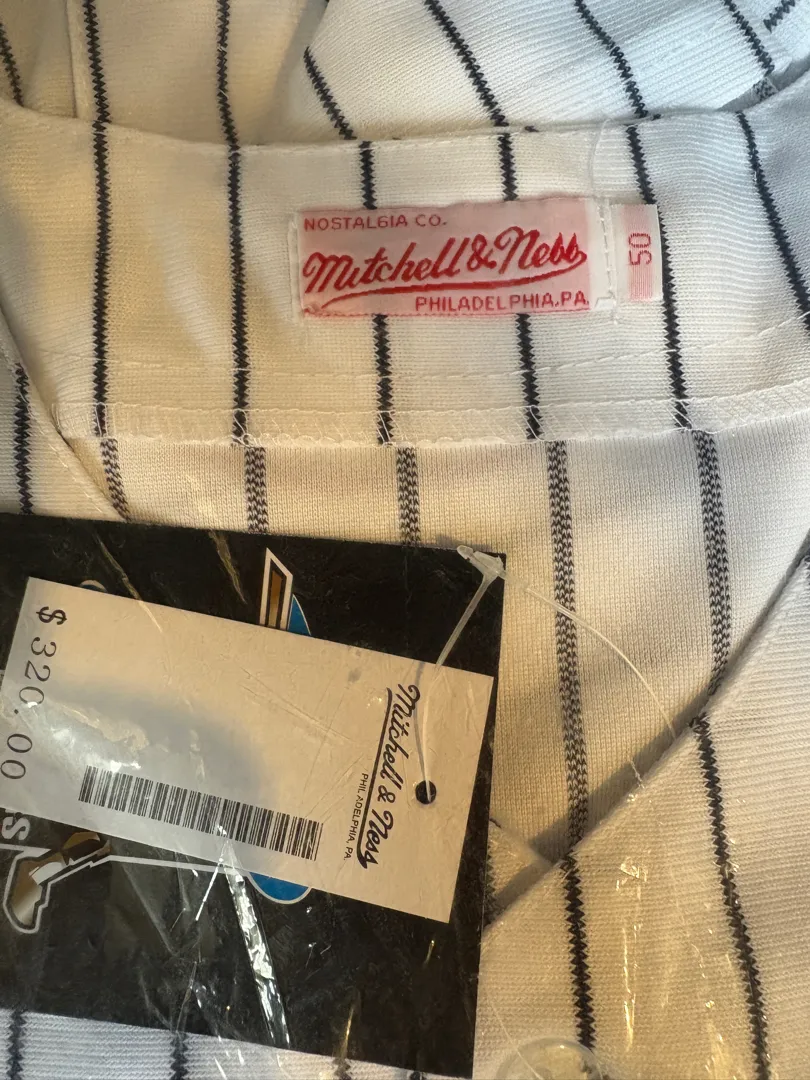 NOSTALGIA CO.
Mitchell & Ness
PHILADELPHIA, PA.
50
$ 320.00
Mitchell & Ness
PHILADELPHIA, PA.